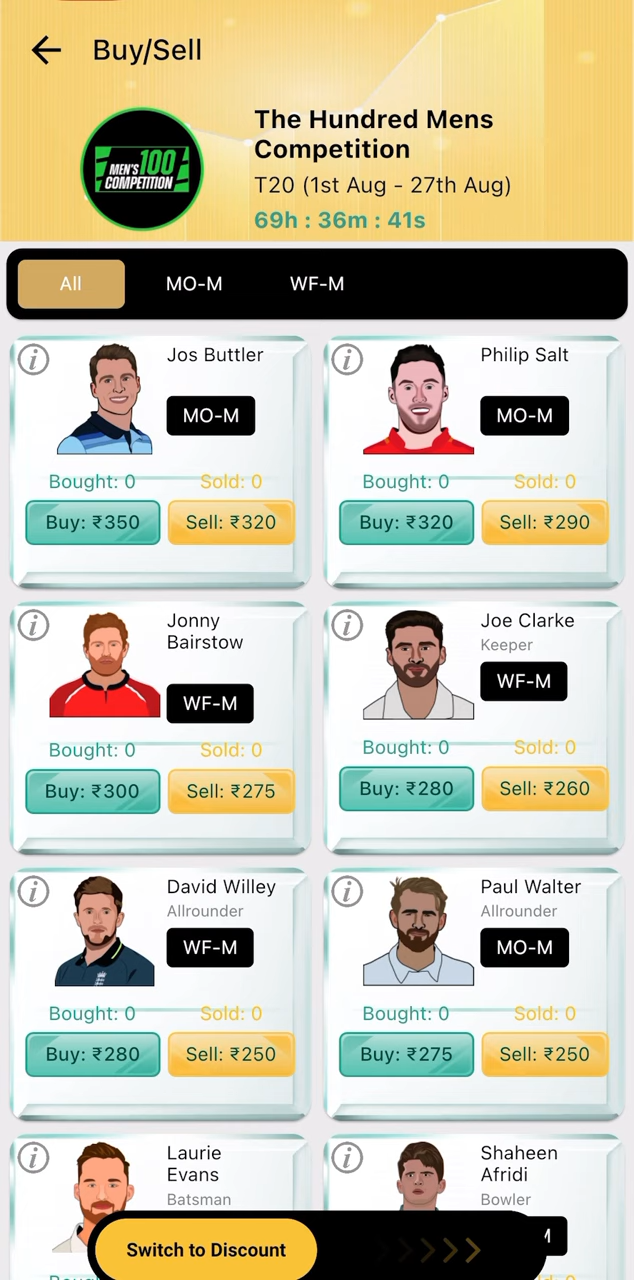 Buy/Sell
MEN'S 100
COMPETITION
The Hundred Mens
Competition
T20 (1st Aug - 27th Aug)
69h : 36m : 41s
All MO-M WF-M
i Jos Buttler
MO-M
Bought: 0 Sold: 0
Buy: ₹350 Sell: ₹320
i Philip Salt
MO-M
Bought: 0 Sold: 0
Buy: ₹320 Sell: ₹290
i Jonny
Bairstow
WF-M
Bought: 0 Sold: 0
Buy: ₹300 Sell: ₹275
i Joe Clarke
Keeper
WF-M
Bought: 0 Sold: 0
Buy: ₹280 Sell: ₹260
i David Willey
Allrounder
WF-M
Bought: 0 Sold: 0
Buy: ₹280 Sell: ₹250
i Paul Walter
Allrounder
MO-M
Bought: 0 Sold: 0
Buy: ₹275 Sell: ₹250
i Laurie
Evans
Batsman
i Shaheen
Afridi
Bowler
Switch to Discount